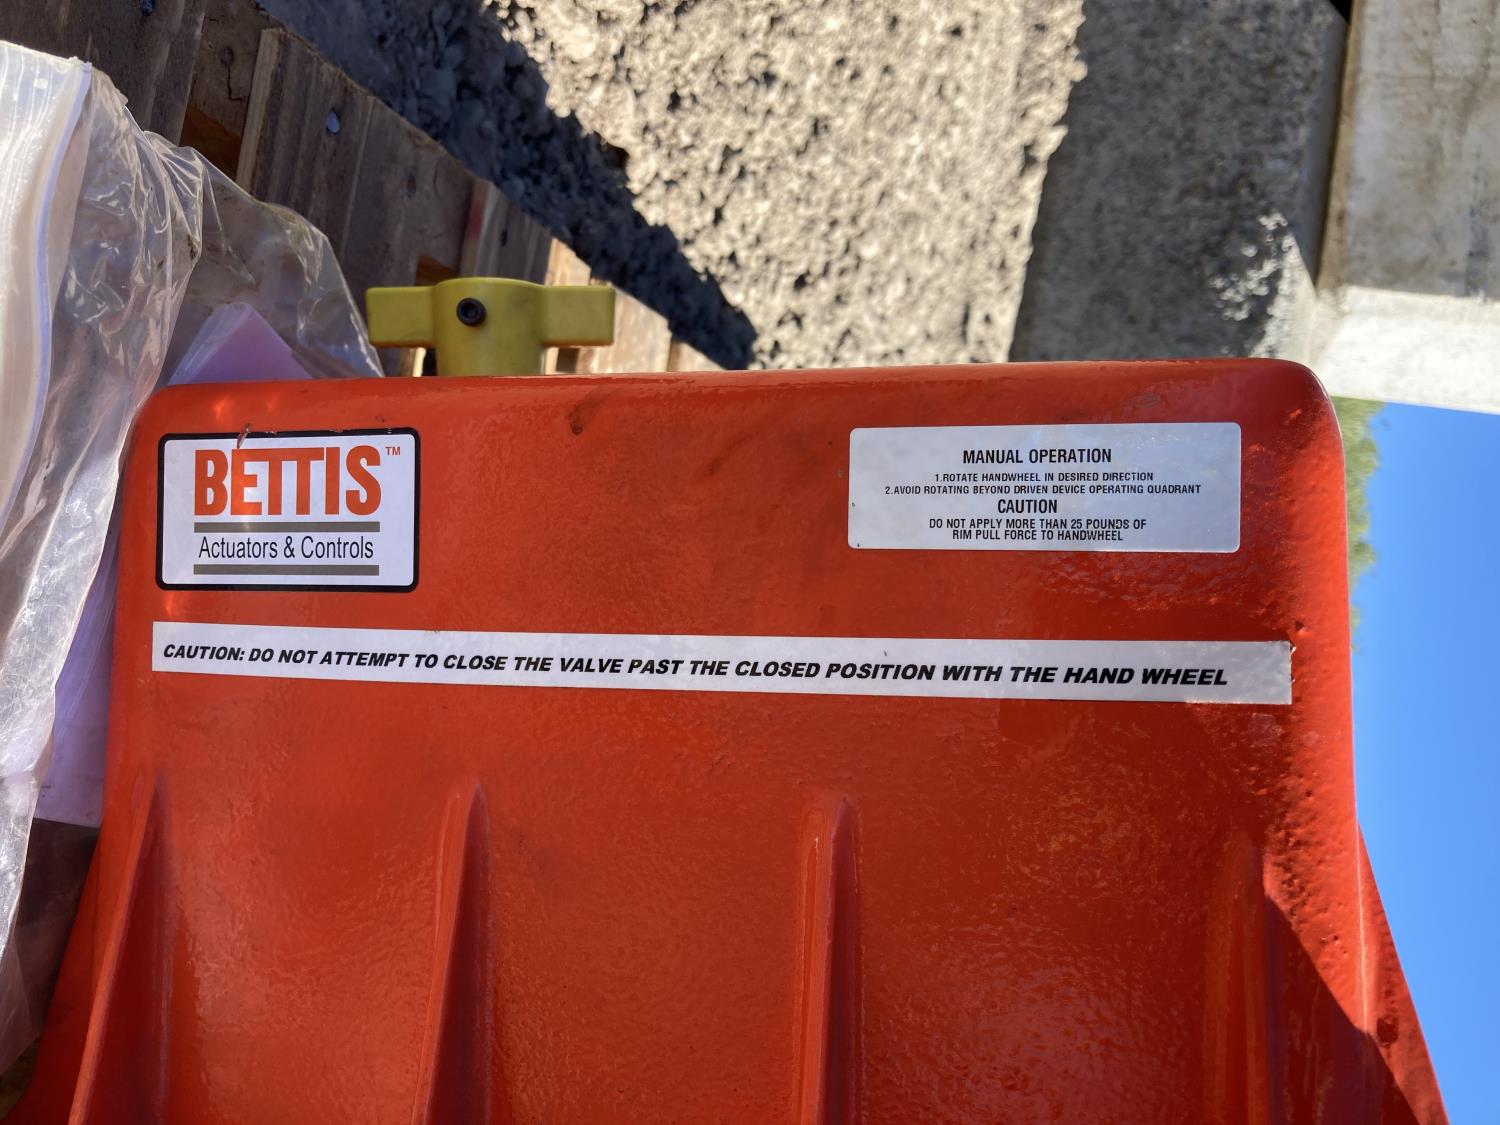 BETTIS™
Actuators & Controls
MANUAL OPERATION
1.ROTATE HANDWHEEL IN DESIRED DIRECTION
2.AVOID ROTATING BEYOND DRIVEN DEVICE OPERATING QUADRANT
CAUTION
DO NOT APPLY MORE THAN 25 POUNDS OF
RIM PULL FORCE TO HANDWHEEL
CAUTION: DO NOT ATTEMPT TO CLOSE THE VALVE PAST THE CLOSED POSITION WITH THE HAND WHEEL